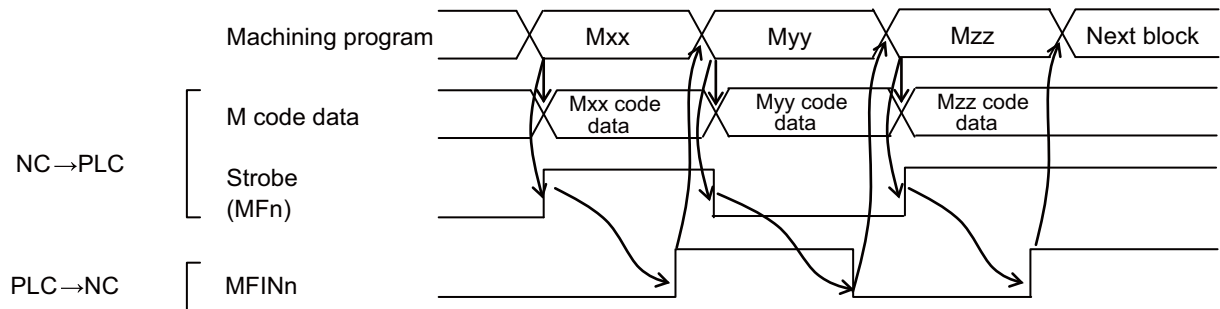 Machining program
Mxx
Myy
Mzz
Next block
M code data
Mxx code
data
Myy code
data
Mzz code
data
NC→PLC
Strobe
(MFn)
PLC→NC
MFINn